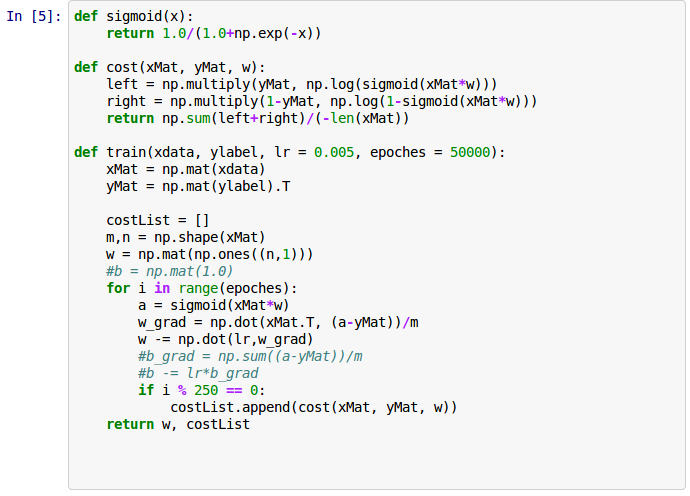 In [5]: def sigmoid(x):
    return 1.0/(1.0+np.exp(-x))
def cost(xMat, yMat, w):
    left = np.multiply(yMat, np.log(sigmoid(xMat*w)))
    right = np.multiply(1-yMat, np.log(1-sigmoid(xMat*w)))
    return np.sum(left+right)/(-len(xMat))
def train(xdata, ylabel, lr = 0.005, epoches = 50000):
    xMat = np.mat(xdata)
    yMat = np.mat(ylabel).T
    costList = []
    m,n = np.shape(xMat)
    w = np.mat(np.ones((n,1)))
    #b = np.mat(1.0)
    for i in range(epoches):
        a = sigmoid(xMat*w)
        w_grad = np.dot(xMat.T, (a-yMat))/m
        w -= np.dot(lr,w_grad)
        #b_grad = np.sum((a-yMat))/m
        #b -= lr*b_grad
        if i % 250 == 0:
            costList.append(cost(xMat, yMat, w))
    return w, costList